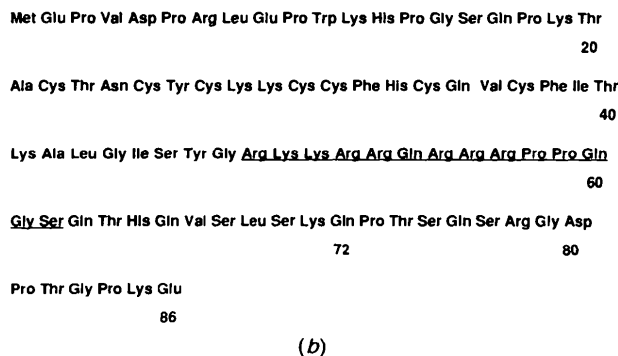 Met Glu Pro Val Asp Pro Arg Leu Glu Pro Trp Lys His Pro Gly Ser Gln Pro Lys Thr
20
Ala Cys Thr Asn Cys Tyr Cys Lys Lys Cys Cys Phe His Cys Gln Val Cys Phe Ile Thr
40
Lys Ala Leu Gly Ile Ser Tyr Gly Arg Lys Lys Arg Arg Gln Arg Arg Arg Pro Pro Gln
60
Gly Ser Gln Thr His Gln Val Ser Leu Ser Lys Gln Pro Thr Ser Gln Ser Arg Gly Asp
72 80
Pro Thr Gly Pro Lys Glu
86
(b)